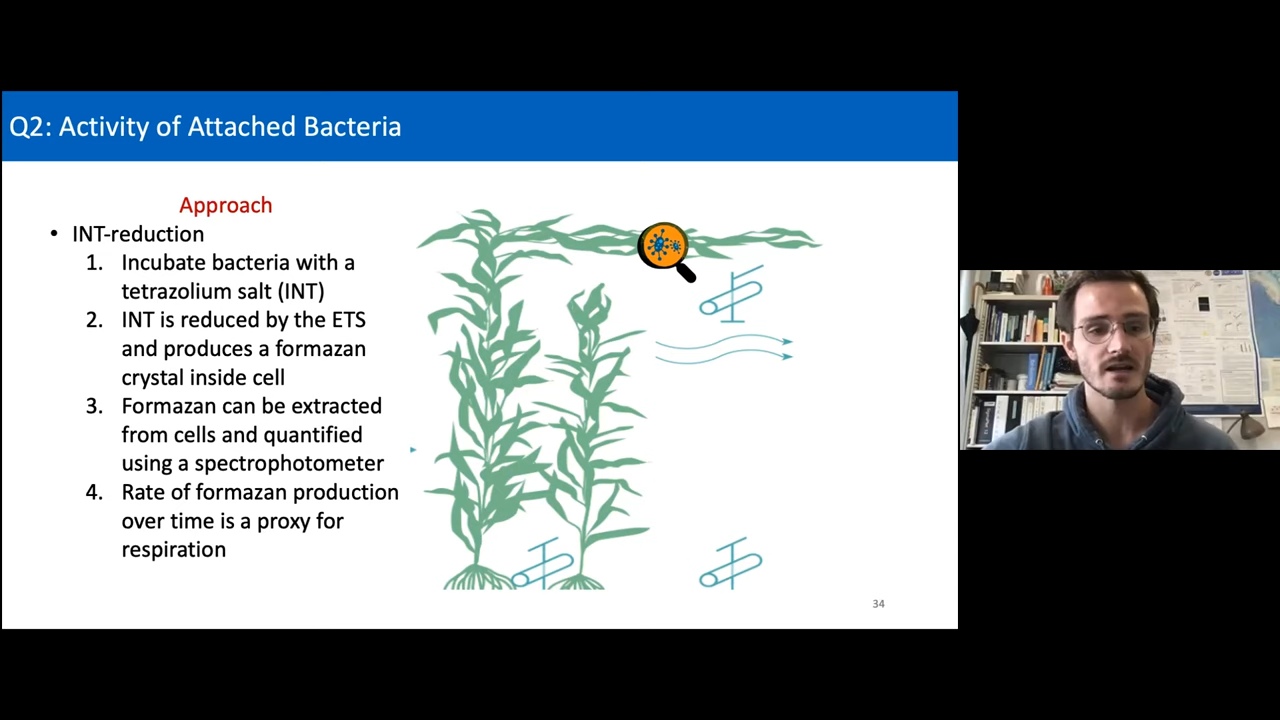 Q2: Activity of Attached Bacteria
Approach
• INT-reduction
1. Incubate bacteria with a
tetrazolium salt (INT)
2. INT is reduced by the ETS
and produces a formazan
crystal inside cell
3. Formazan can be extracted
from cells and quantified
using a spectrophotometer
4. Rate of formazan production
over time is a proxy for
respiration
34